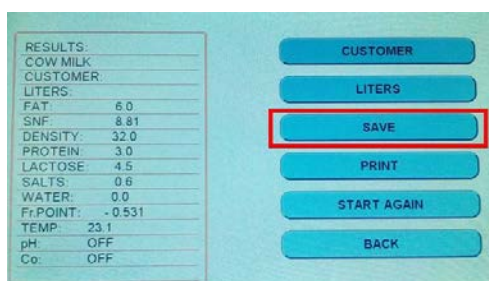 RESULTS:
COW MILK
CUSTOMER:
LITERS:
FAT: 6.0
SNF: 8.81
DENSITY: 32.0
PROTEIN: 3.0
LACTOSE: 4.5
SALTS: 0.6
WATER: 0.0
Fr.POINT: - 0.531
TEMP: 23.1
pH: OFF
Co: OFF
CUSTOMER
LITERS
SAVE
PRINT
START AGAIN
BACK